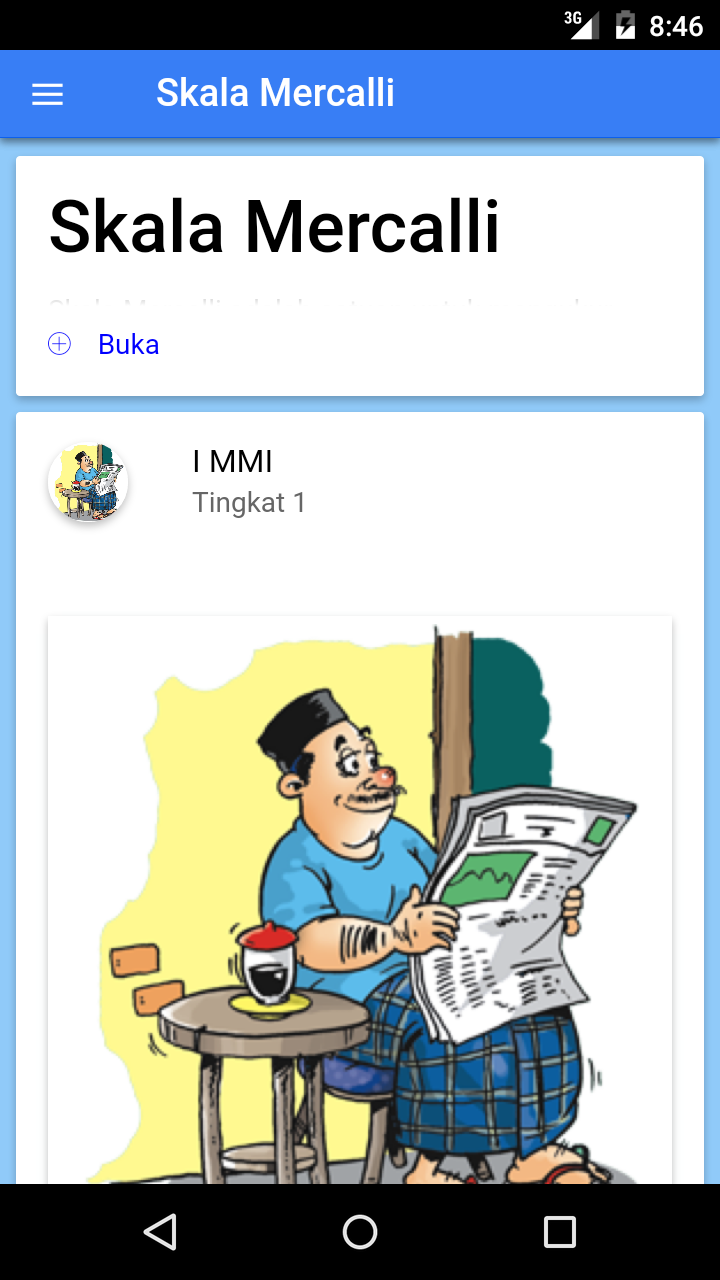 3G 8:46
Skala Mercalli
Skala Mercalli
Buka
I MMI
Tingkat 1